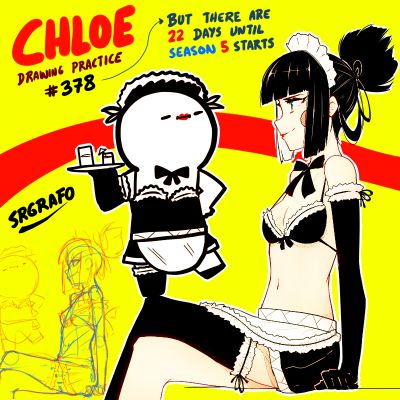 CHLOE
DRAWING PRACTICE
#378
BUT THERE ARE
22 DAYS UNTIL
SEASON 5 STARTS
SRGRAFO